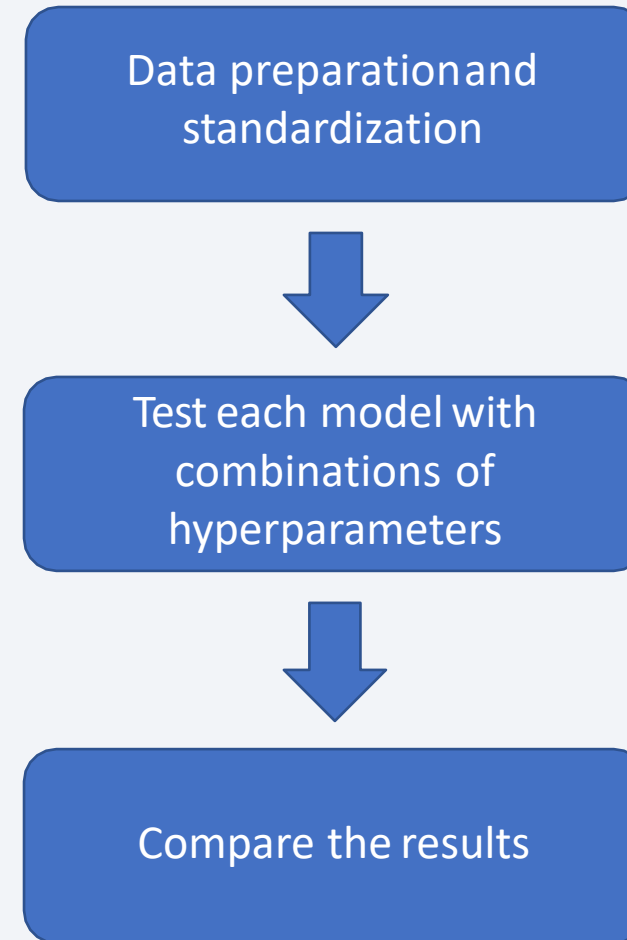 Data preparationand
standardization
Test each model with
combinations of
hyperparameters
Compare the results